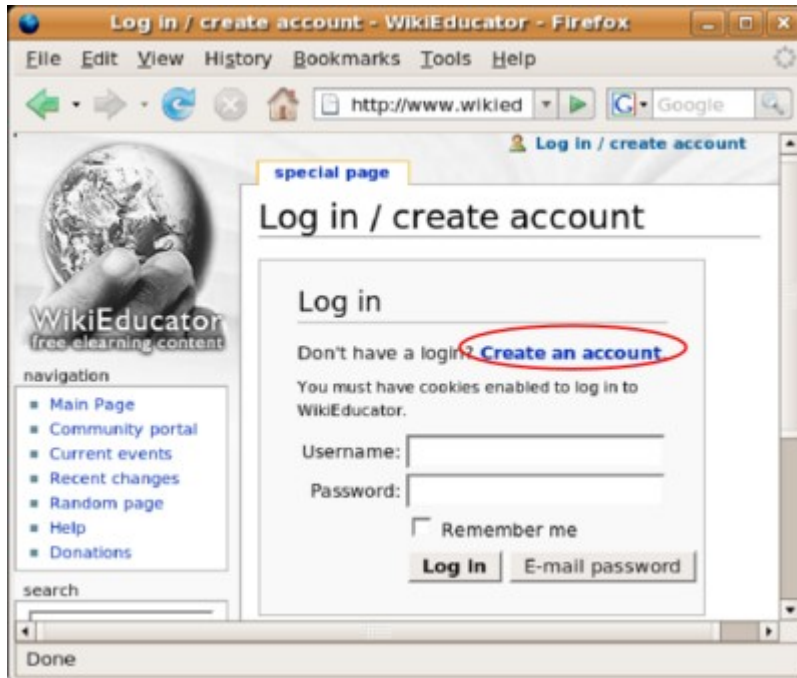 Log in / create account - WikiEducator - Firefox
File Edit View History Bookmarks Tools Help
http://www.wikied
G Google
Log in / create account
special page
Log in / create account
WikiEducator
free elearning content
Log in
Don't have a login? Create an account.
You must have cookies enabled to log in to
WikiEducator.
Username:
Password:
Remember me
Log in E-mail password
navigation
Main Page
Community portal
Current events
Recent changes
Random page
Help
Donations
search
Done